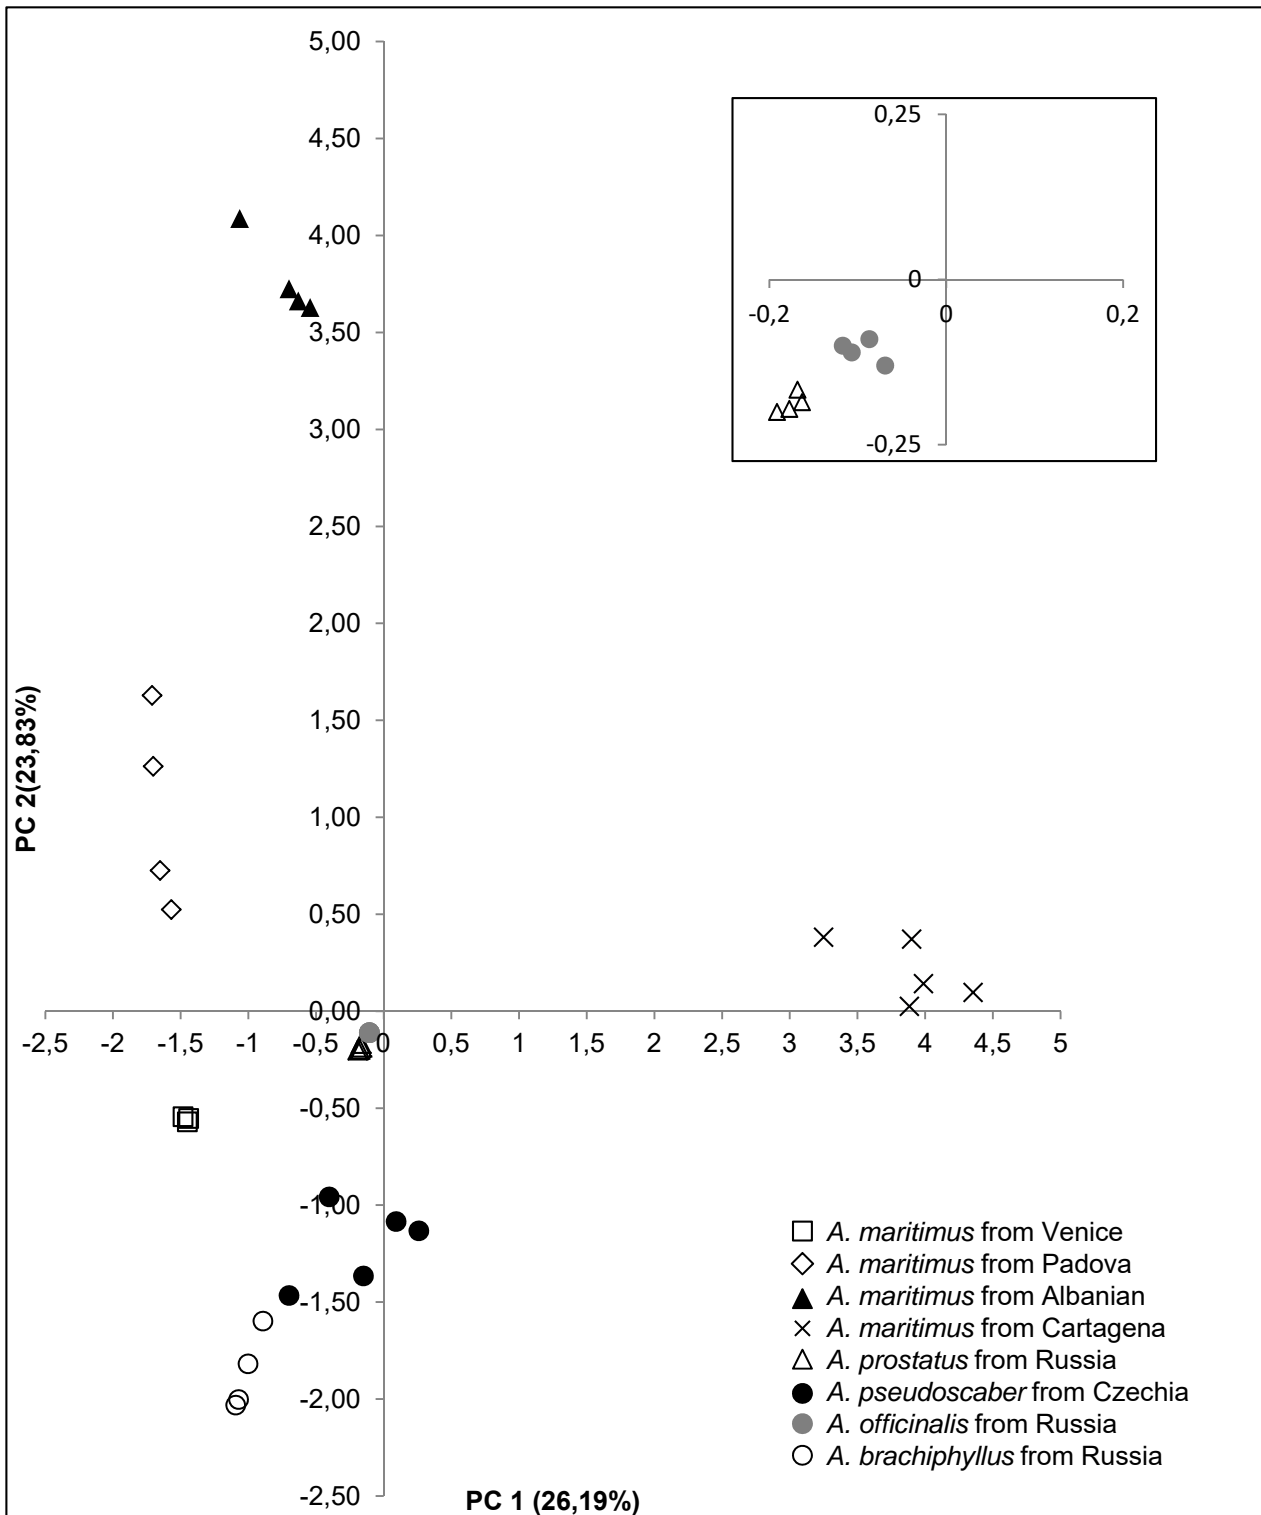 5,00
4,50
4,00
3,50
3,00
2,50
2,00
1,50
1,00
0,50
0,00
-0,50
-1,00
-1,50
-2,00
-2,50
-2,5 -2 -1,5 -1 -0,5 0 0,5 1 1,5 2 2,5 3 3,5 4 4,5 5
PC 2(23,83%)
PC 1 (26,19%)
0,25
0
-0,2 0 0,2
-0,25
A. maritimus from Venice
A. maritimus from Padova
A. maritimus from Albanian
A. maritimus from Cartagena
A. prostatus from Russia
A. pseudoscaber from Czechia
A. officinalis from Russia
A. brachiphyllus from Russia